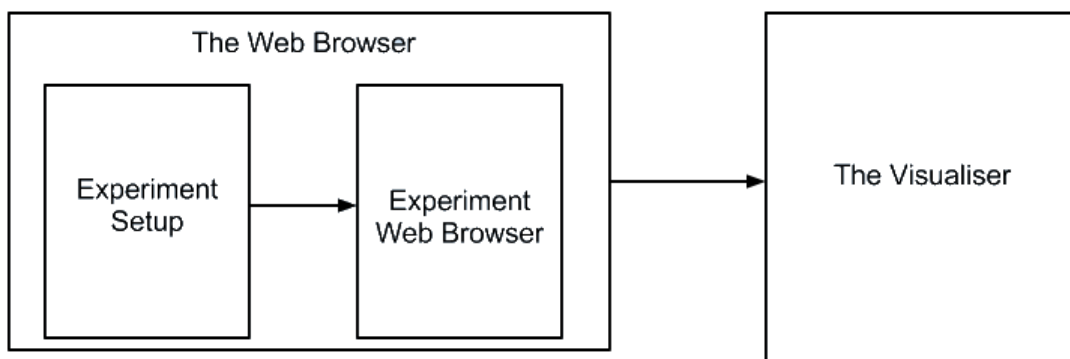 The Web Browser
Experiment
Setup
Experiment
Web Browser
The Visualiser